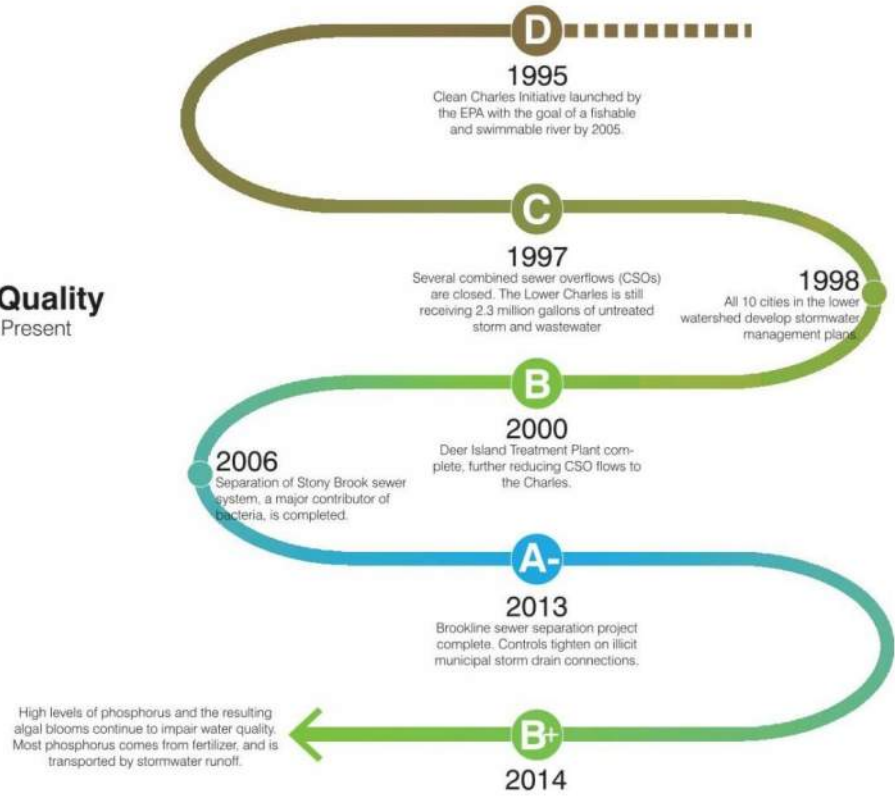 D
1995
Clean Charles Initiative launched by
the EPA with the goal of a fishable
and swimmable river by 2005.
C
1997
Several combined sewer overflows (CSOs)
are closed. The Lower Charles is still
receiving 2.3 million gallons of untreated
storm and wastewater
1998
All 10 cities in the lower
watershed develop stormwater
management plans.
Quality
Present
B
2000
Deer Island Treatment Plant com-
plete, further reducing CSO flows to
the Charles.
2006
Separation of Stony Brook sewer
system, a major contributor of
bacteria, is completed.
A-
2013
Brookline sewer separation project
complete. Controls tighten on illicit
municipal storm drain connections.
B+
2014
High levels of phosphorus and the resulting
algal blooms continue to impair water quality.
Most phosphorus comes from fertilizer, and is
transported by stormwater runoff.